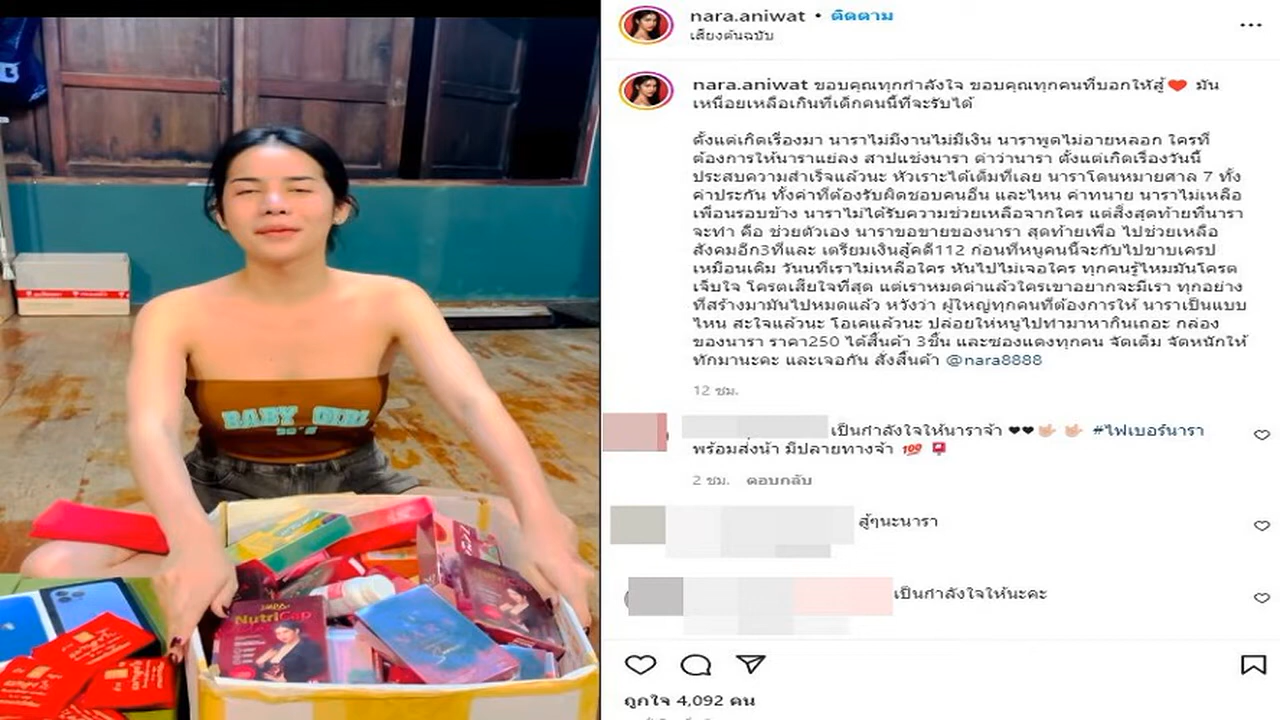 BABY GIRL
NutriCap
nara.aniwat • ติดตาม
เสียงต้นฉบับ
nara.aniwat ขอบคุณทุกกำลังใจ ขอบคุณทุกคนที่บอกให้สู้❤️ มัน
เหนื่อยเหลือเกินที่เด็กคนนี้ที่จะรับได้
ตั้งแต่เกิดเรื่องมา นาราไม่มีงานไม่มีเงิน นาราพูดไม่อายหลอก ใครที่
ต้องการให้นาราแย่ลง สาปแช่งนารา ด่าว่านารา ตั้งแต่เกิดเรื่องวันนี้
ประสบความสำเร็จแล้วนะ หัวเราะได้เต็มที่เลย นาราโดนหมายศาล 7 ทั้ง
ค่าประกัน ทั้งค่าที่ต้องรับผิดชอบคนอื่น และไหน ค่าทนาย นาราไม่เหลือ
เพื่อนรอบข้าง นาราไม่ได้รับความช่วยเหลือจากใคร แต่สิ่งสุดท้ายที่นารา
จะทำ คือ ช่วยตัวเอง นาราขอขายของนารา สุดท้ายเพื่อ ไปช่วยเหลือ
สังคมอีก3ที่และ เตรียมเงินสู้คดี112 ก่อนที่หนูคนนี้จะกับไปขาบเครป
เหมือนเดิม วันนที่เราไม่เหลือใคร หันไปไม่เจอใคร ทุกคนรู้ไหมมันโครต
เจ็บใจ โครตเสียใจที่สุด แต่เราหมดค่าแล้วใครเขาอยากจะมีเรา ทุกอย่าง
ที่สร้างมามันไปหมดแล้ว หวังว่า ผู้ใหญ่ทุกคนที่ต้องการให้ นาราเป็นแบบ
ไหน สะใจแล้วนะ โอเคแล้วนะ ปล่อยให้หนูไปทำมาหากินเถอะ กล่อง
ของนารา ราคา250 ได้สินค้า 3ชิ้น และซองแดงทุกคน จัดเต็ม จัดหนักให้
ทักมานะคะ และเจอกัน สั่งสินค้า @nara8888
12 ชม.
เป็นกำลังใจให้นาราจ้า ❤❤🤟🏻🤟🏻 #ไฟเบอร์นารา
พร้อมส่งน้า มีปลายทางจ้า 💯 📮
2 ชม. ตอบกลับ
สู้ๆนะนารา
เป็นกำลังใจให้นะคะ
ถูกใจ 4,092 คน